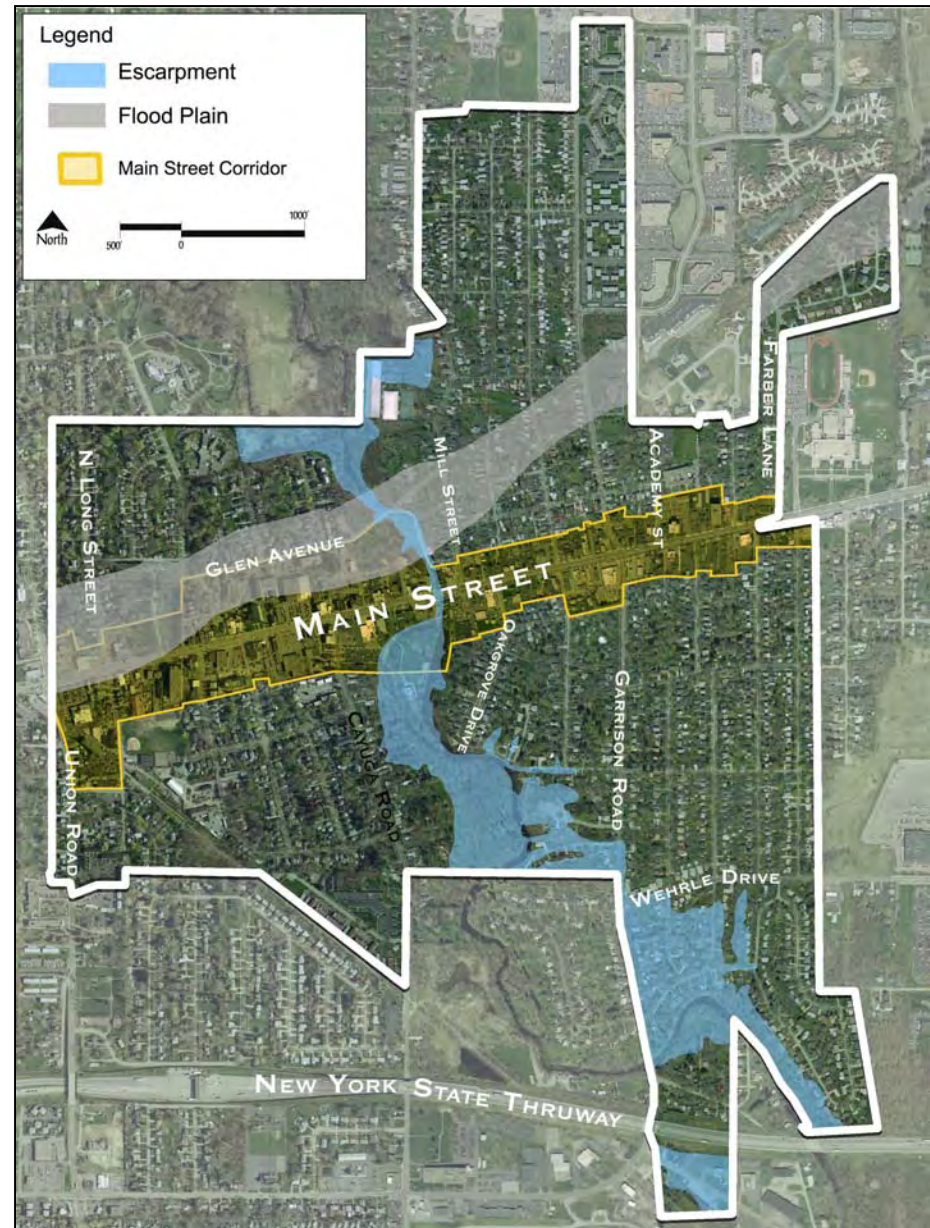 Legend
Escarpment
Flood Plain
Main Street Corridor
North
500'
0
1000'
FARBER LANE
ACADEMY ST
MILL STREET
N LONG STREET
GLEN AVENUE
MAIN STREET
OAKGROVE DRIVE
GARRISON ROAD
CAYUGA ROAD
UNION ROAD
WEHRLE DRIVE
NEW YORK STATE THRUWAY